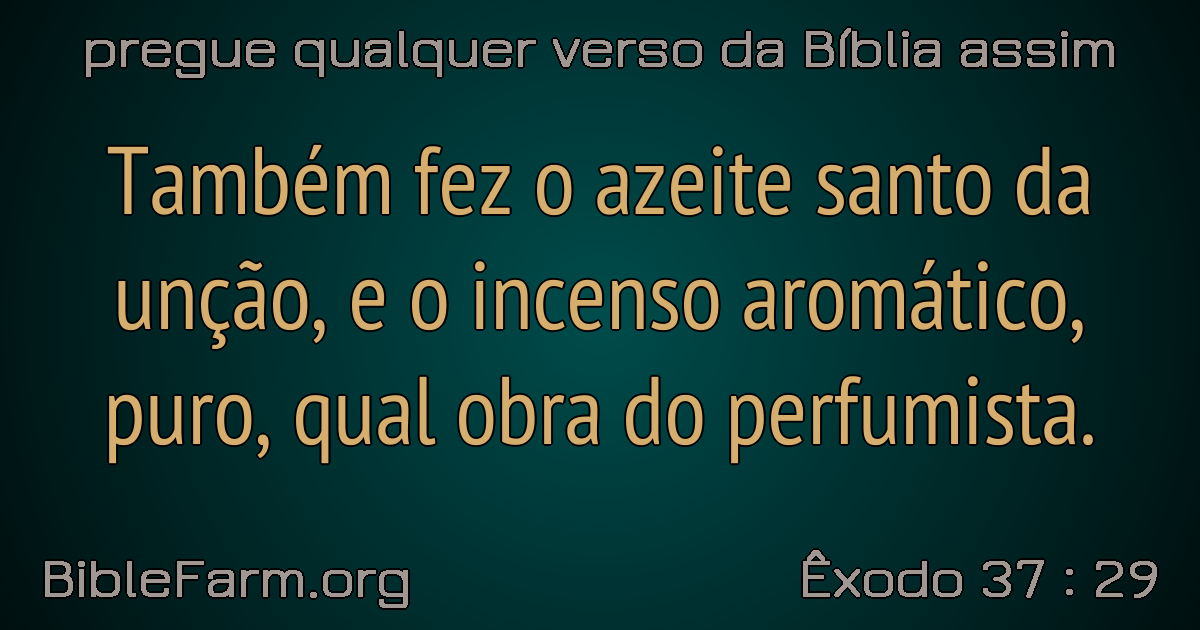 pregue qualquer verso da Bíblia assim
Também fez o azeite santo da
unção, e o incenso aromático,
puro, qual obra do perfumista.
BibleFarm.org
Êxodo 37 : 29